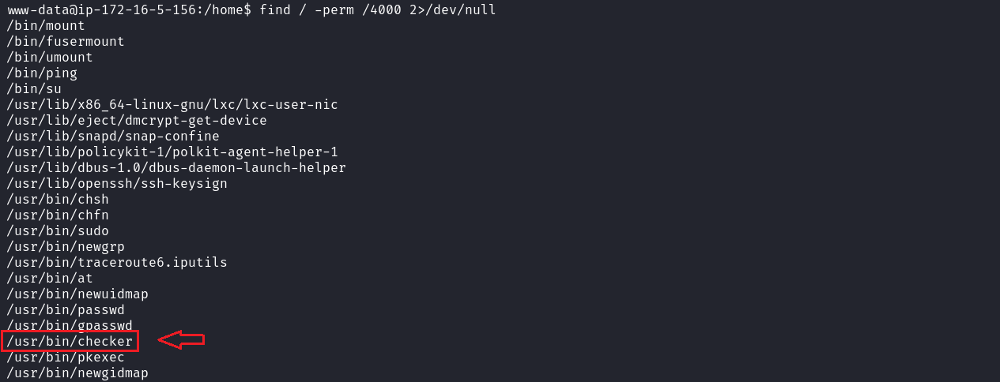 www-data@ip-172-16-5-156:/home$ find / -perm /4000 2>/dev/null
/bin/mount
/bin/fusermount
/bin/umount
/bin/ping
/bin/su
/usr/lib/x86_64-linux-gnu/lxc/lxc-user-nic
/usr/lib/eject/dmcrypt-get-device
/usr/lib/snapd/snap-confine
/usr/lib/policykit-1/polkit-agent-helper-1
/usr/lib/dbus-1.0/dbus-daemon-launch-helper
/usr/lib/openssh/ssh-keysign
/usr/bin/chsh
/usr/bin/chfn
/usr/bin/sudo
/usr/bin/newgrp
/usr/bin/traceroute6.iputils
/usr/bin/at
/usr/bin/newuidmap
/usr/bin/passwd
/usr/bin/gpasswd
/usr/bin/checker
/usr/bin/pkexec
/usr/bin/newgidmap